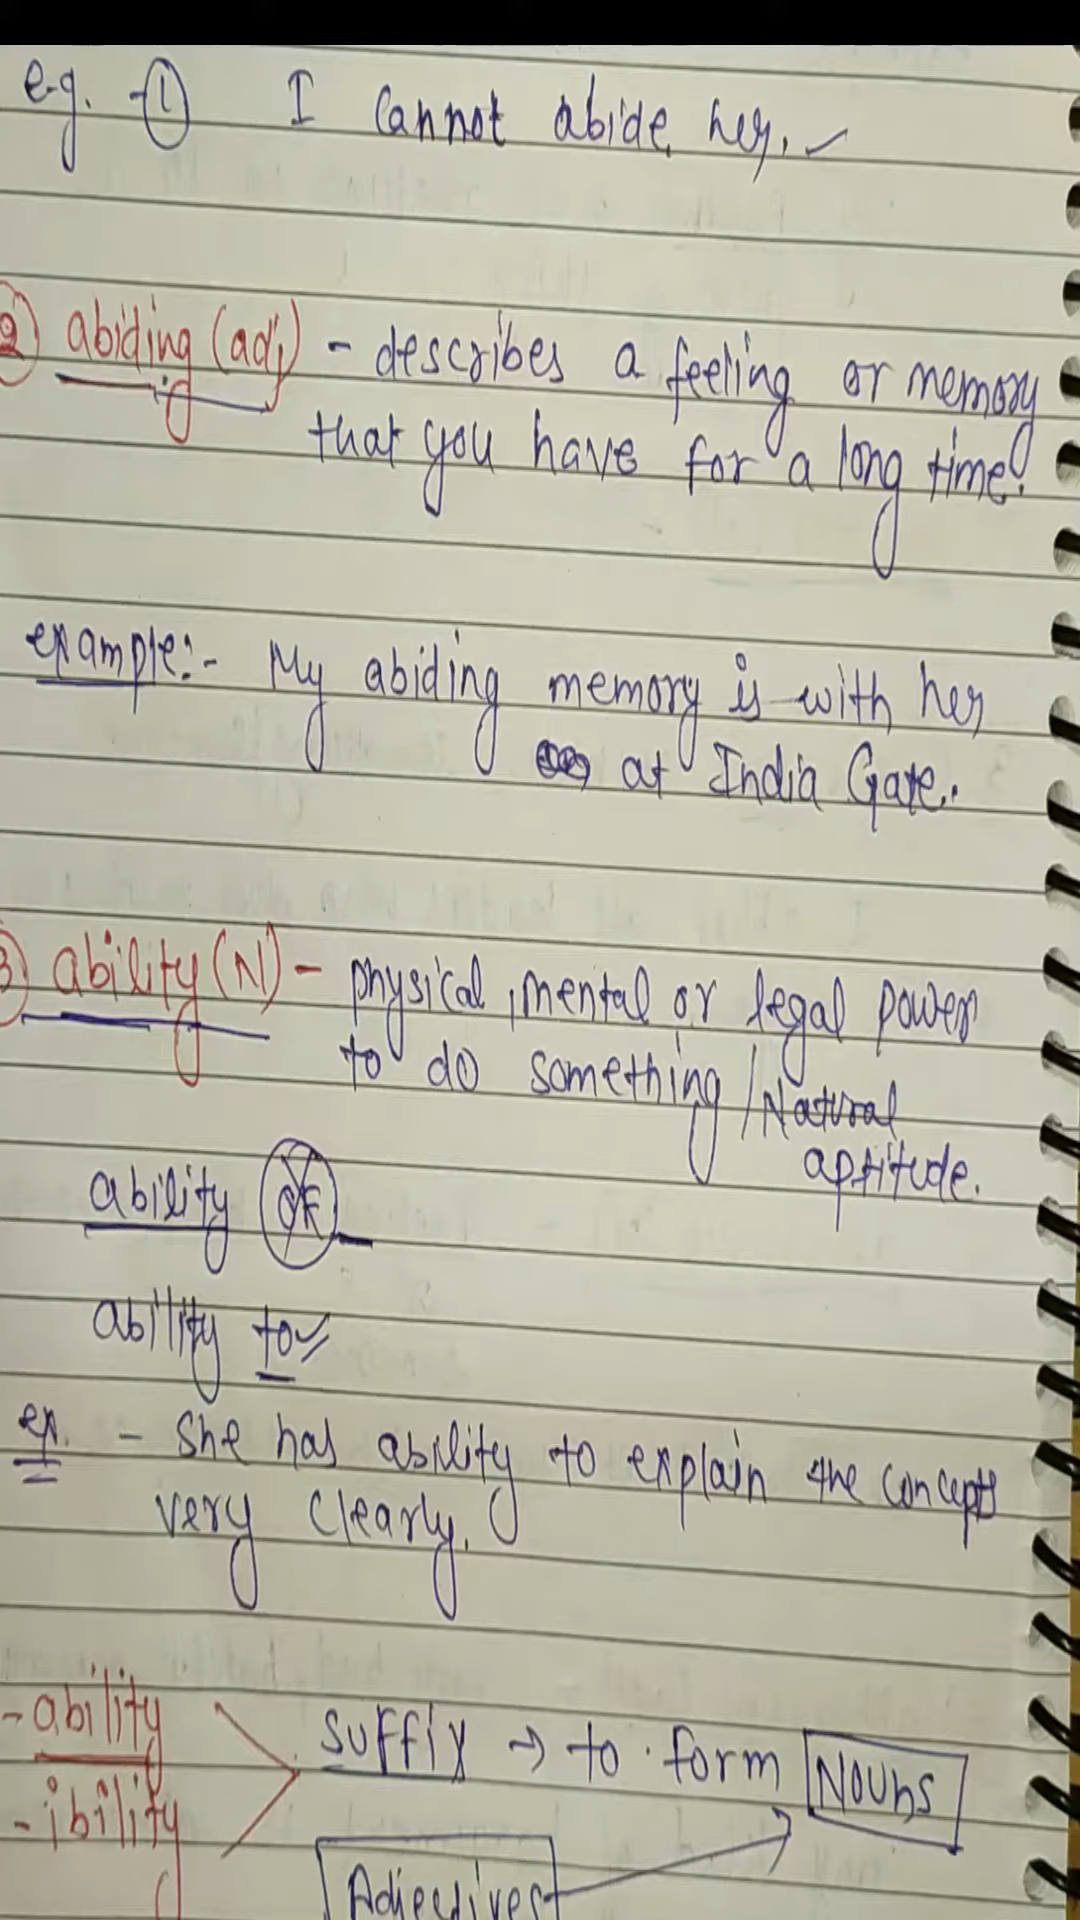 e.g. -① I cannot abide her.
② abiding (adj) - describes a feeling or memory
that you have for a long time!
example:- My abiding memory is with her
at India Gate.
③ ability (N) - physical, mental or legal power
to do something / Natural
aptitude.
ability of
ability to
ex. - She has ability to explain the concepts
very clearly.
-ability
suffix → to form Nouns
-ibility
Adjectives